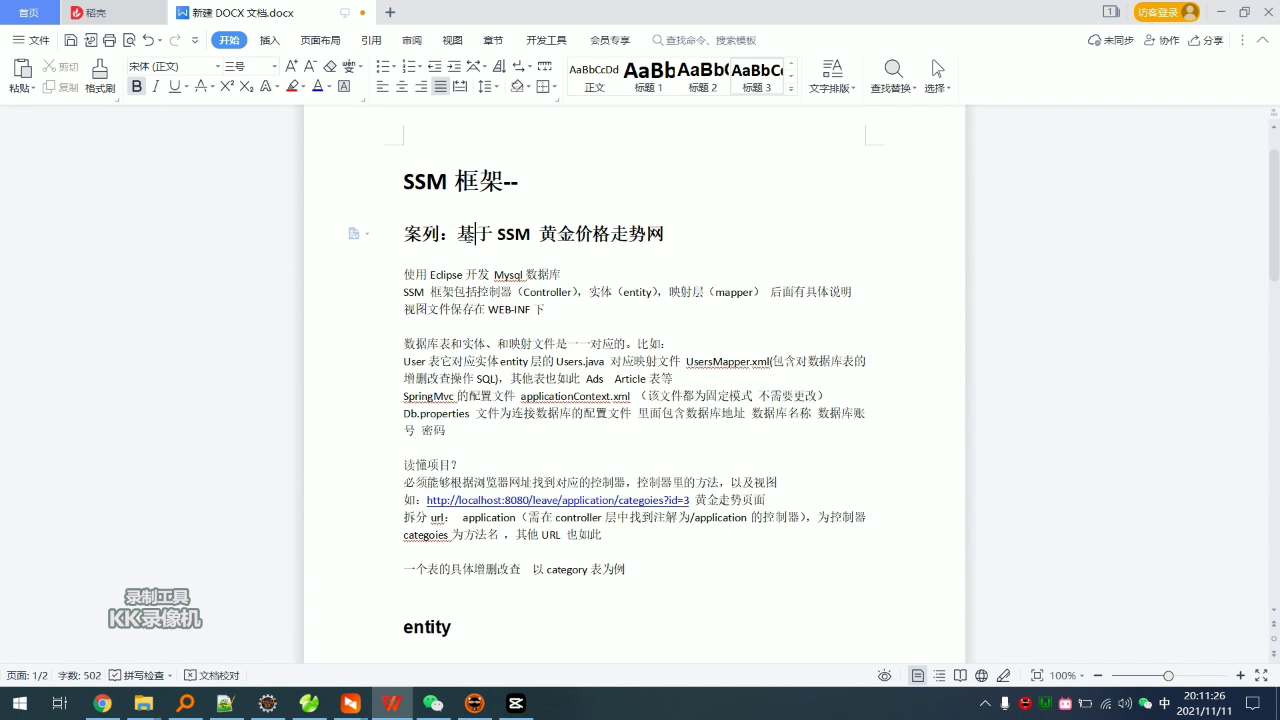 首页 稻壳 新建 DOCX 文档.docx 访客登录
文件 开始 插入 页面布局 引用 审阅 视图 章节 开发工具 会员专享 查找命令、搜索模板 未同步 协作 分享
剪切 宋体 (正文) 三号 AaBbCcDd AaBb AaBb( AaBbC
粘贴 复制 格式刷 正文 标题 1 标题 2 标题 3 文字排版 查找替换 选择
SSM 框架--
案列：基于 SSM 黄金价格走势网
使用 Eclipse 开发 Mysql 数据库
SSM 框架包括控制器（Controller），实体（entity），映射层（mapper） 后面有具体说明
视图文件保存在 WEB-INF 下
数据库表和实体、和映射文件是一一对应的。比如：
User 表它对应实体 entity 层的 Users.java 对应映射文件 UsersMapper.xml(包含对数据库表的
增删改查操作 SQL)，其他表也如此 Ads Article 表等
SpringMvc 的配置文件 applicationContext.xml （该文件都为固定模式 不需要更改）
Db.properties 文件为连接数据库的配置文件 里面包含数据库地址 数据库名称 数据库账
号 密码
读懂项目？
必须能够根据浏览器网址找到对应的控制器，控制器里的方法，以及视图
如：http://localhost:8080/leave/application/categoies?id=3 黄金走势页面
拆分 url： application（需在 controller 层中找到注解为/application 的控制器），为控制器
categoies 为方法名 ，其他 URL 也如此
一个表的具体增删改查 以 category 表为例
录制工具
KK录像机
entity
页面: 1/2 字数: 502 拼写检查 文档校对 100%
中 20:11:26
2021/11/11